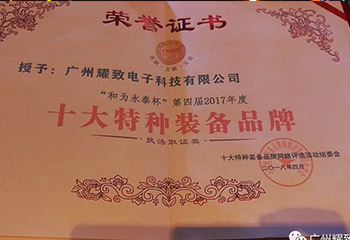 荣誉证书
授予:广州耀致电子科技有限公司
“和为永泰杯”第四届2017年度
十大特种装备品牌
执法取证类
十大特种装备品牌网络评选活动组委会
二〇一八年四月
广州耀致